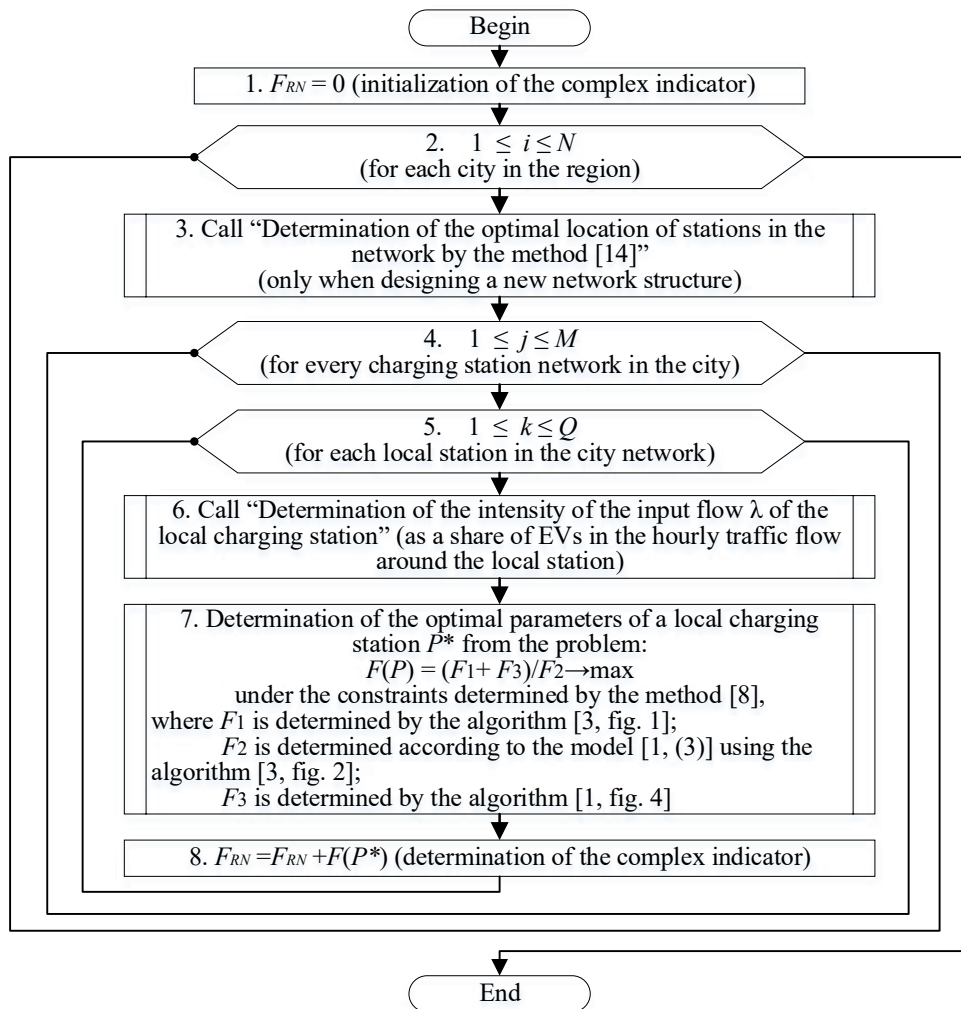 Begin
1. F_RN = 0 (initialization of the complex indicator)
2. 1 ≤ i ≤ N
(for each city in the region)
3. Call “Determination of the optimal location of stations in the
network by the method [14]”
(only when designing a new network structure)
4. 1 ≤ j ≤ M
(for every charging station network in the city)
5. 1 ≤ k ≤ Q
(for each local station in the city network)
6. Call “Determination of the intensity of the input flow λ of the
local charging station” (as a share of EVs in the hourly traffic flow
around the local station)
7. Determination of the optimal parameters of a local charging
station P* from the problem:
F(P) = (F1+ F3)/F2→max
under the constraints determined by the method [8],
where F1 is determined by the algorithm [3, fig. 1];
F2 is determined according to the model [1, (3)] using the
algorithm [3, fig. 2];
F3 is determined by the algorithm [1, fig. 4]
8. F_RN =F_RN +F(P*) (determination of the complex indicator)
End